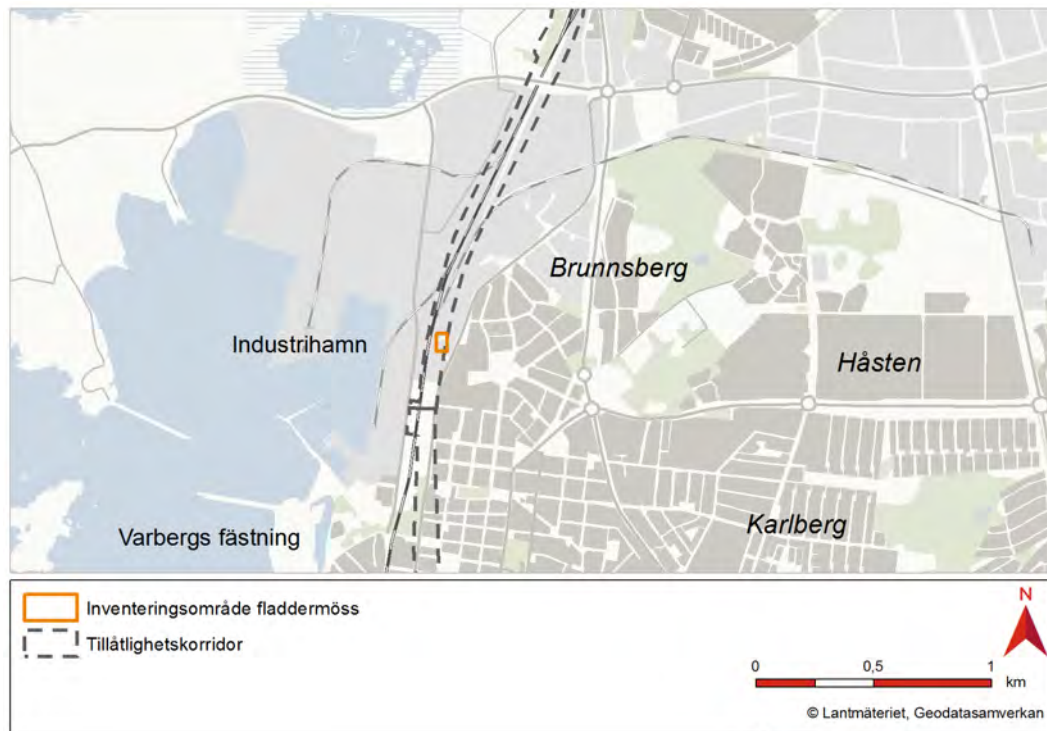 Brunnsberg
Industrihamn
Håsten
Varbergs fästning
Karlberg
Inventeringsområde fladdermöss
Tillåtlighetskorridor
N
0 0,5 1
km
© Lantmäteriet, Geodatasamverkan